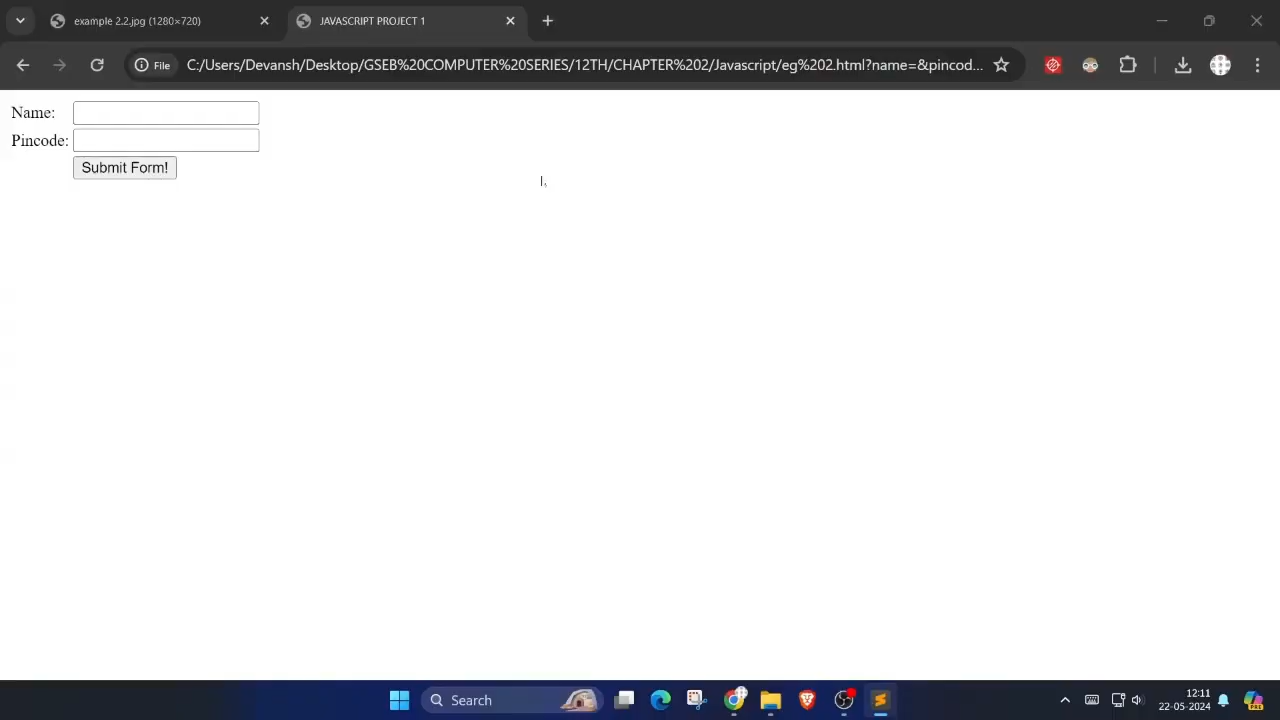 example 2.2.jpg (1280×720)
JAVASCRIPT PROJECT 1
File
C:/Users/Devansh/Desktop/GSEB%20COMPUTER%20SERIES/12TH/CHAPTER%202/Javascript/eg%202.html?name=&pincod...
Name:
Pincode:
Submit Form!
Search
12:11
22-05-2024